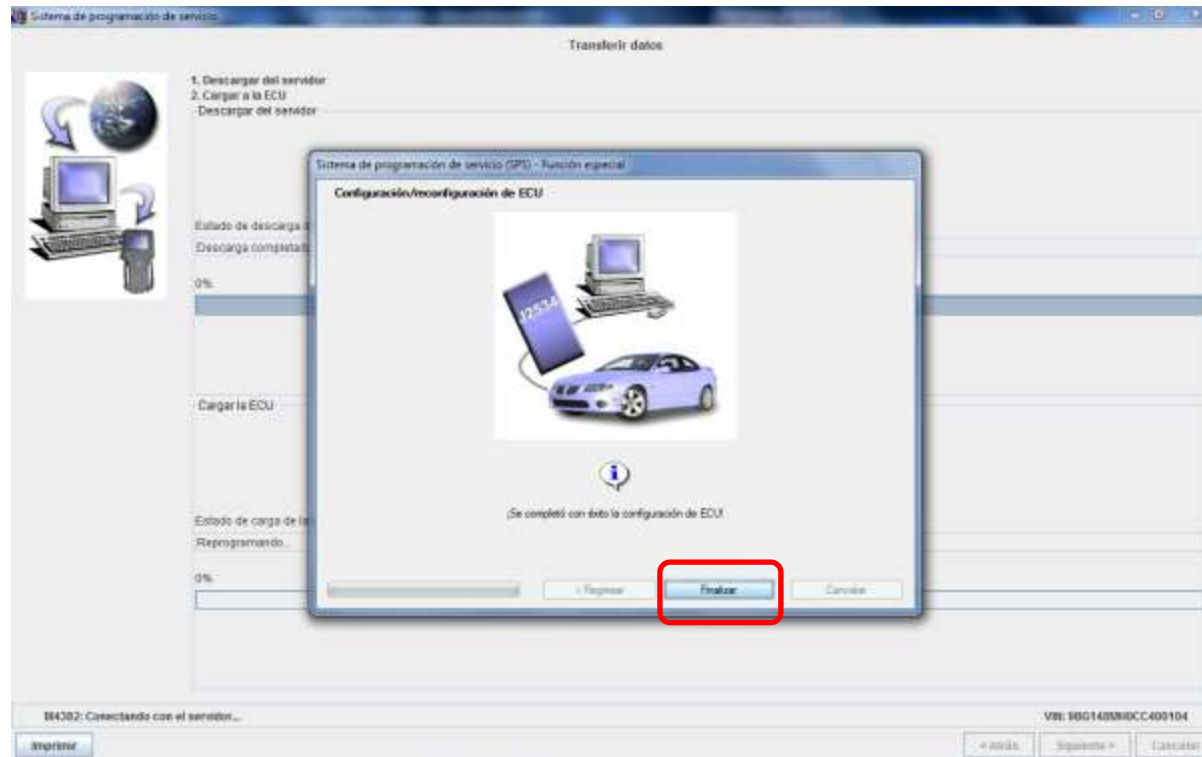 Sistema de programación de servicio
Transferir datos
1. Descargar del servidor
2. Cargar a la ECU
Descargar del servidor
Sistema de programación de servicio (SPS) - Función especial
Configuración/reconfiguración de ECU
J2534
Estado de descarga
Descarga completada
0%
Cargar la ECU
¡Se completó con éxito la configuración de ECU!
Estado de carga de la
Reprogramando..
0%
< Regresar
Finalizar
Cancelar
Conectando con el servidor...
VIN:
Imprimir
< Atrás
Siguiente >
Cancelar